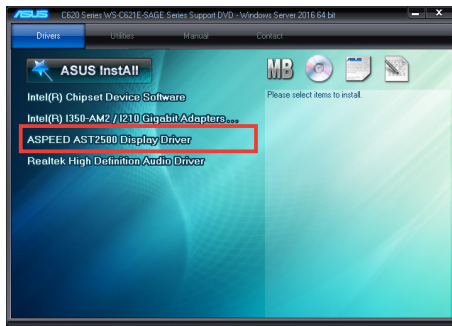 ASUS C620 Series WS-C621E-SAGE Series Support DVD - Windows Server 2016 64 bit
Drivers Utilities Manual Contact
ASUS InstAll MB
Please select items to install.
Intel(R) Chipset Device Software
Intel(R) I350-AM2 / I210 Gigabit Adapters...
ASPEED AST2500 Display Driver
Realtek High Definition Audio Driver